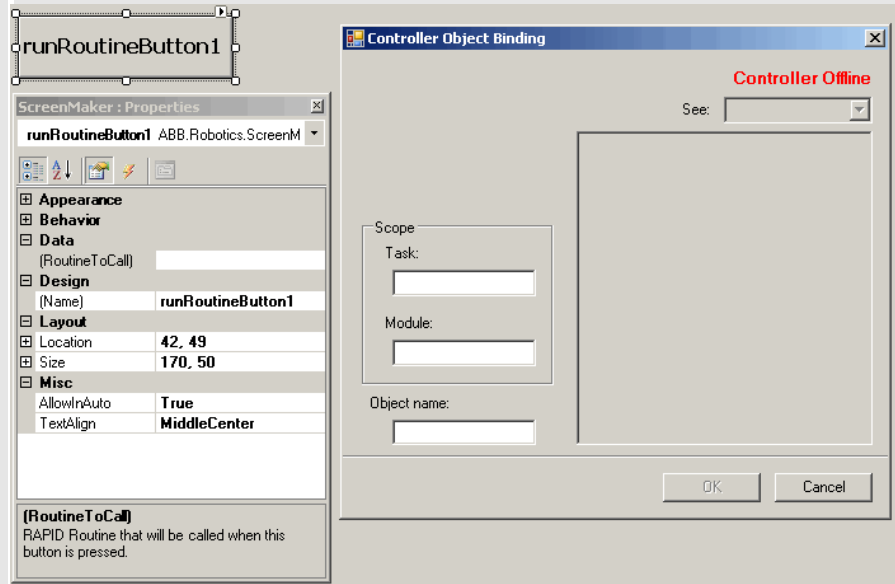 runRoutineButton1
ScreenMaker : Properties
runRoutineButton1 ABB.Robotics.ScreenM
Appearance
Behavior
Data
(RoutineToCall)
Design
(Name) runRoutineButton1
Layout
Location 42, 49
Size 170, 50
Misc
AllowInAuto True
TextAlign MiddleCenter
(RoutineToCall)
RAPID Routine that will be called when this
button is pressed.
Controller Object Binding
Controller Offline
See:
Scope
Task:
Module:
Object name:
OK Cancel